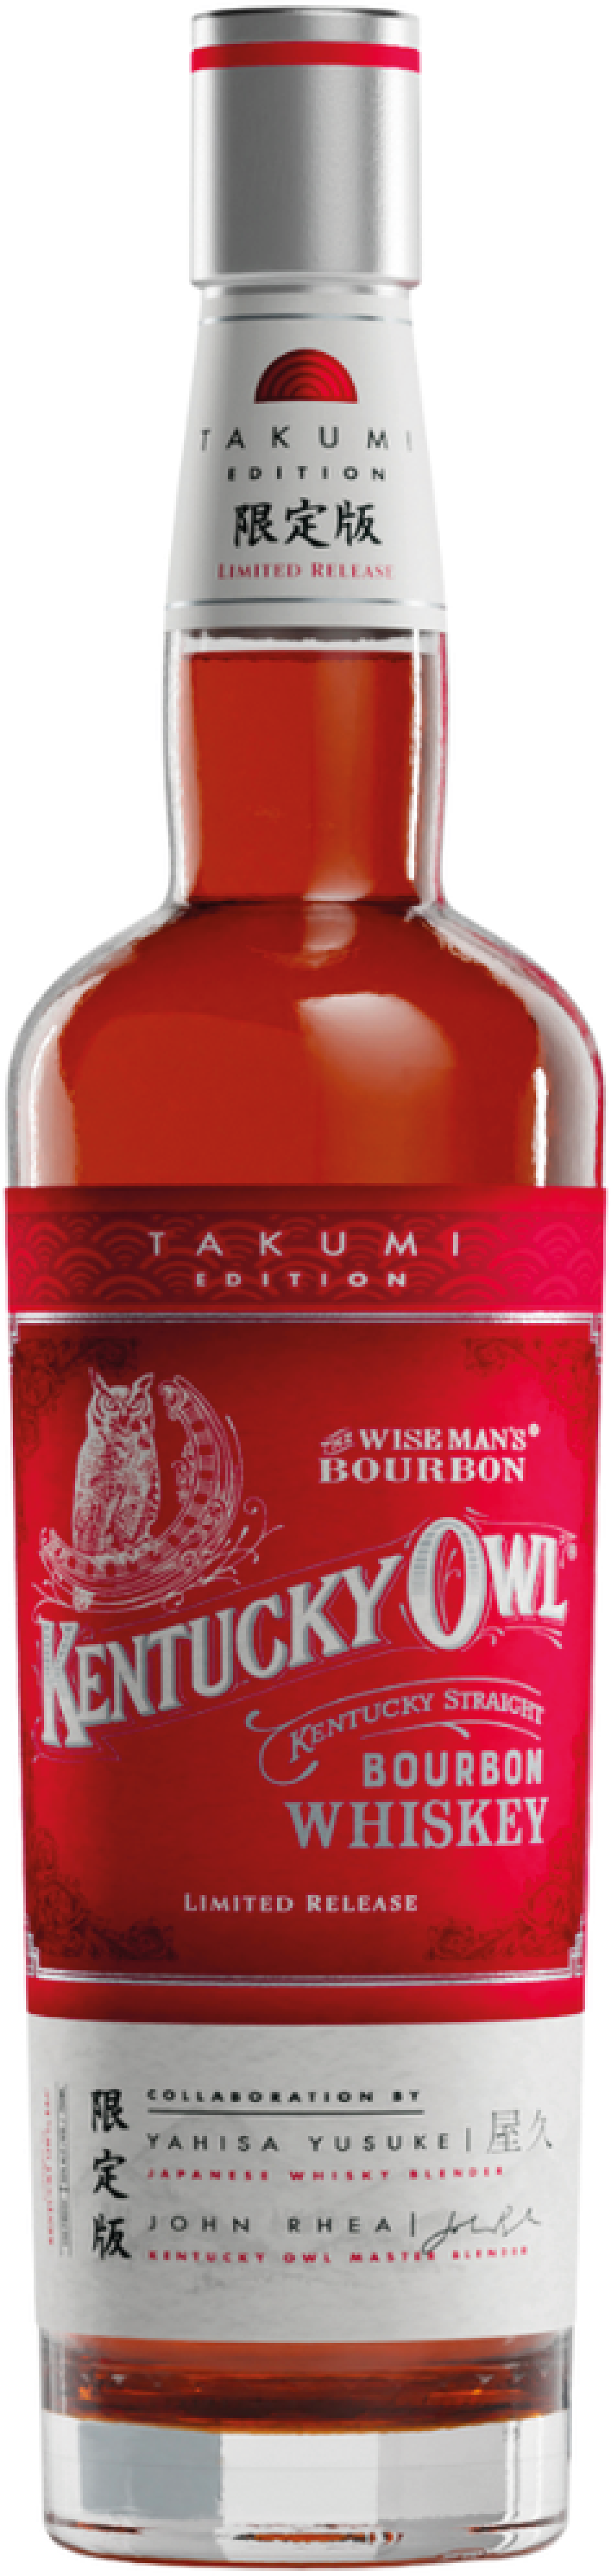 TAKUMI
EDITION
限定版
LIMITED RELEASE
TAKUMI
EDITION
THE WISE MAN'S®
BOURBON
KENTUCKY OWL®
KENTUCKY STRAIGHT
BOURBON
WHISKEY
LIMITED RELEASE
限定版
COLLABORATION BY
YAHISA YUSUKE | 屋久
JAPANESE WHISKY BLENDER
JOHN RHEA |
KENTUCKY OWL MASTER BLENDER